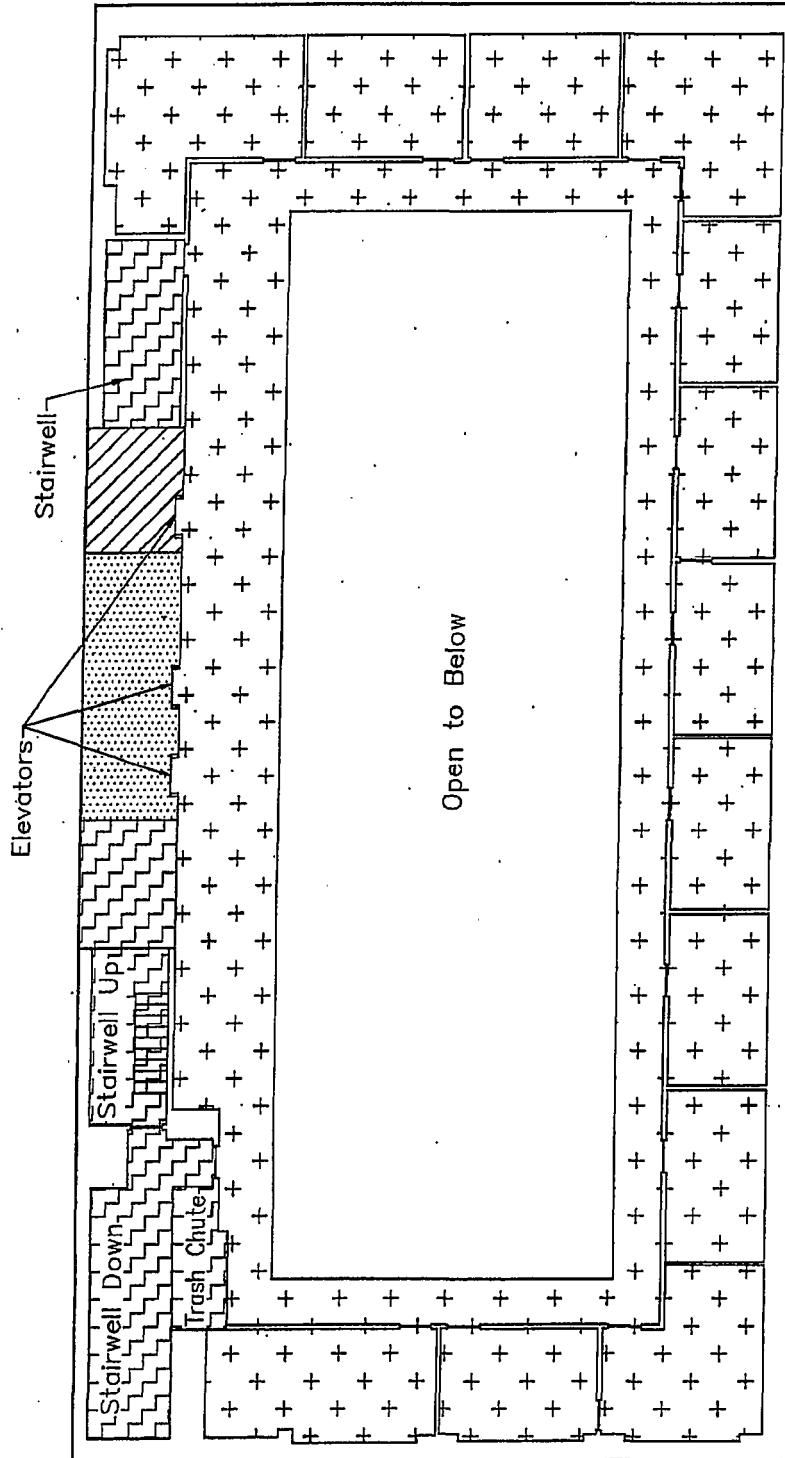 Stairwell
Elevators
Open to Below
Stairwell Up
Stairwell Down
Trash Chute